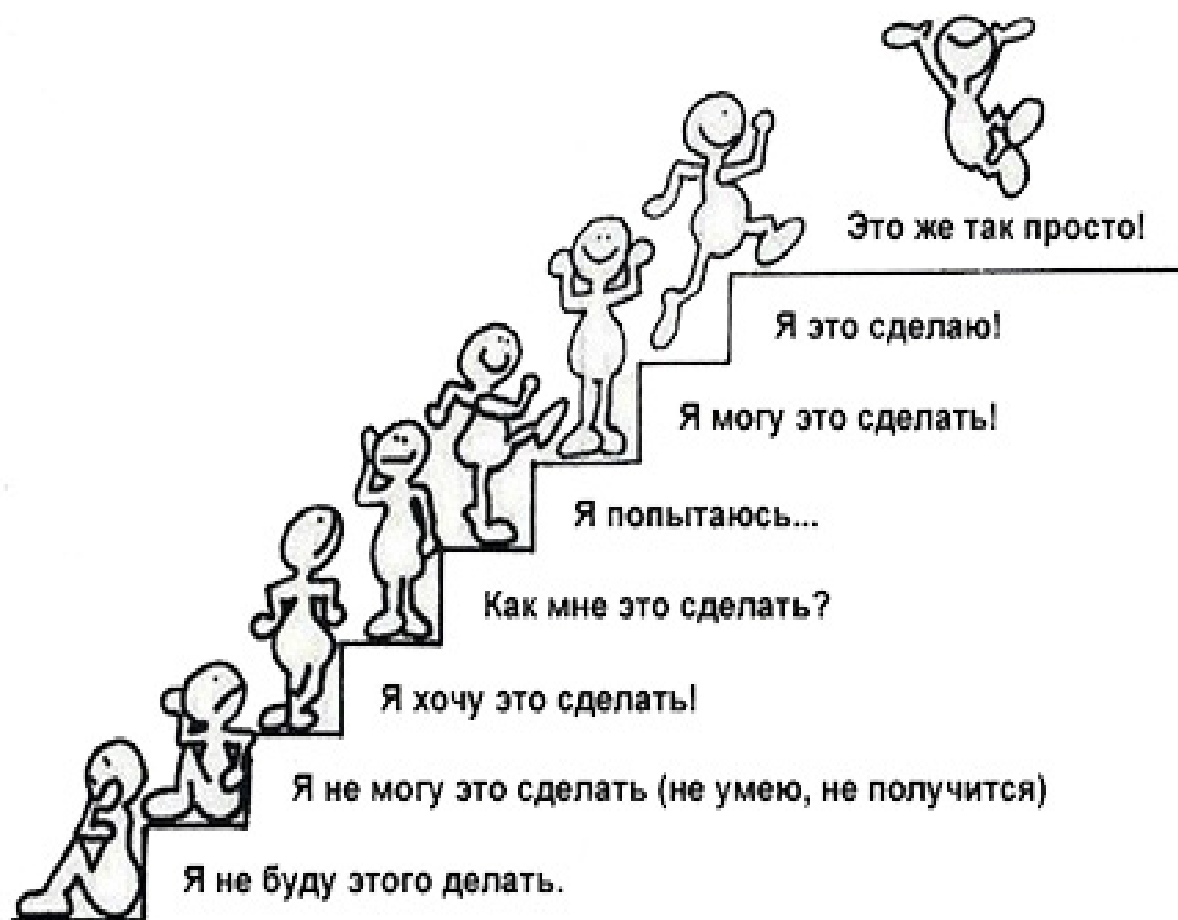 Это же так просто!
Я это сделаю!
Я могу это сделать!
Я попытаюсь...
Как мне это сделать?
Я хочу это сделать!
Я не могу это сделать (не умею, не получится)
Я не буду этого делать.